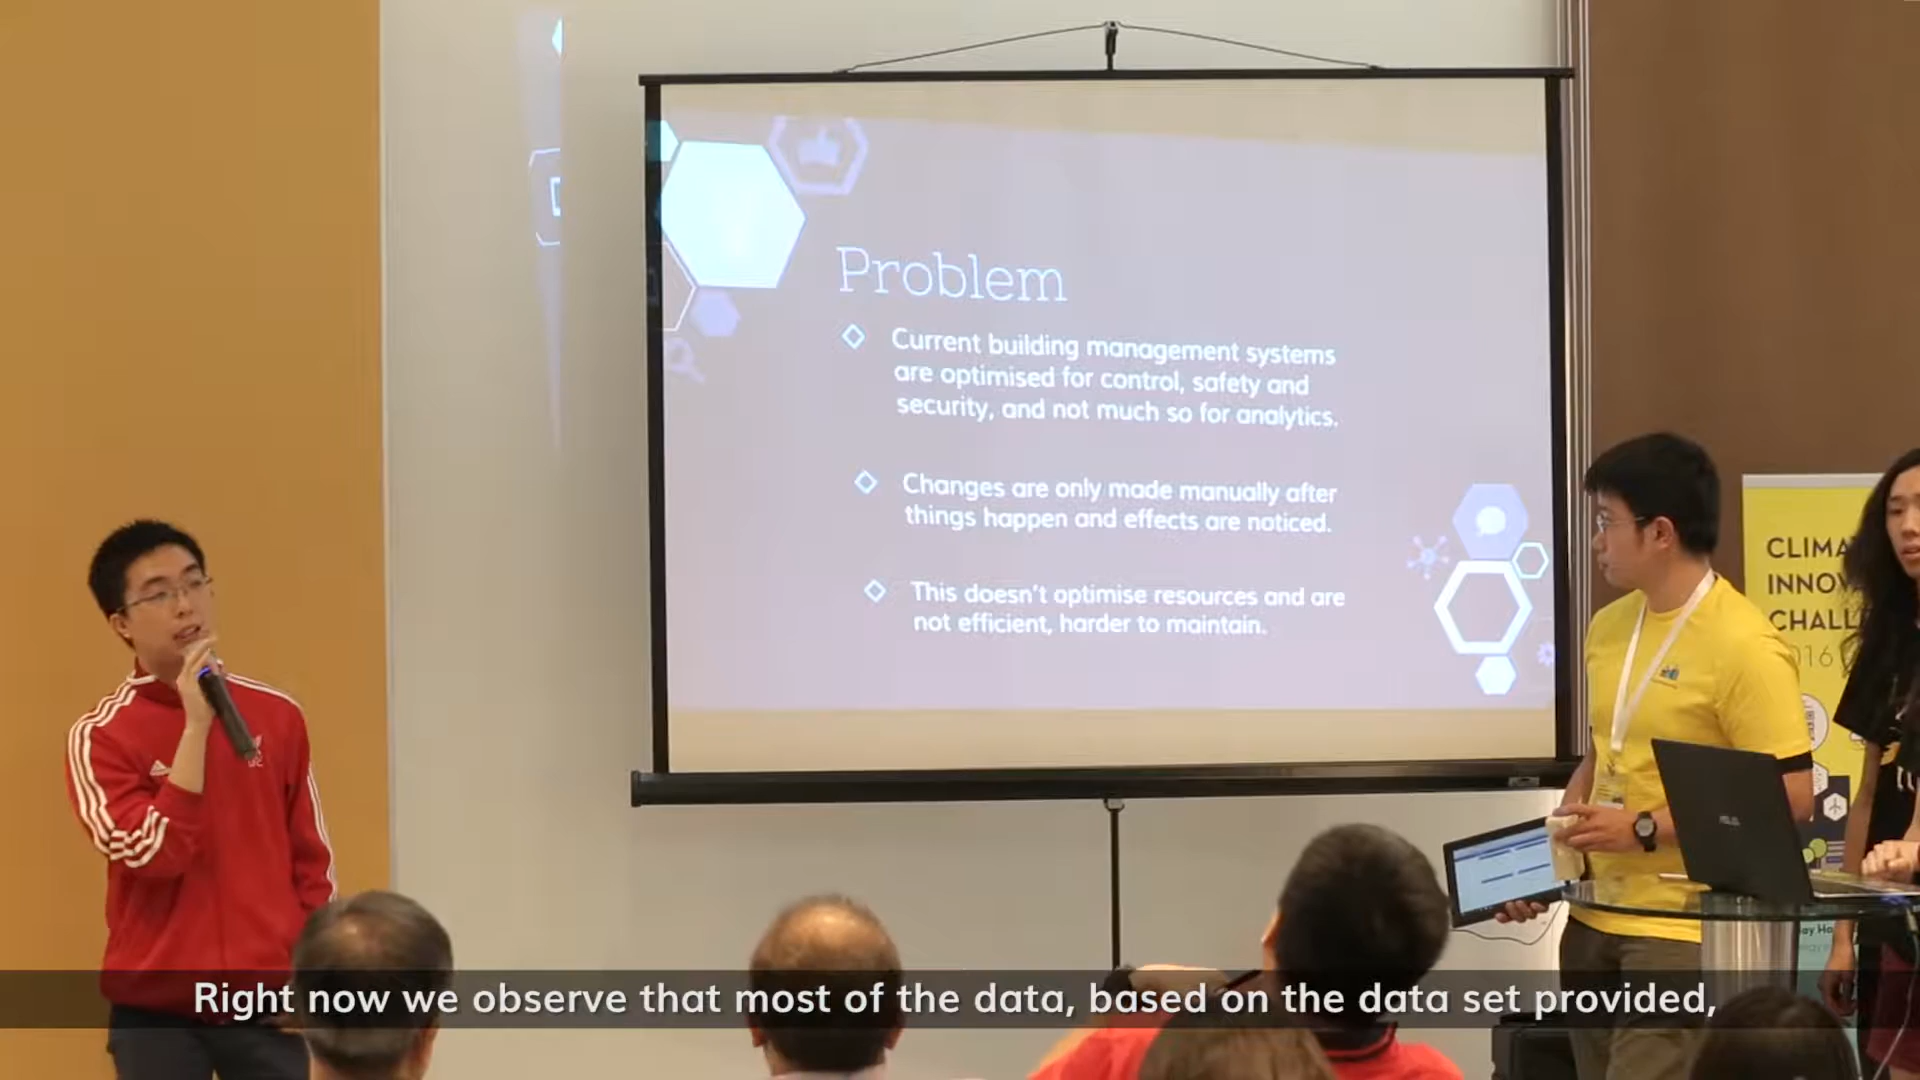 Problem
Current building management systems
are optimised for control, safety and
security, and not much so for analytics.
Changes are only made manually after
things happen and effects are noticed.
This doesn't optimise resources and are
not efficient, harder to maintain.
CLIMA
INNOV
CHALL
016
Right now we observe that most of the data, based on the data set provided,